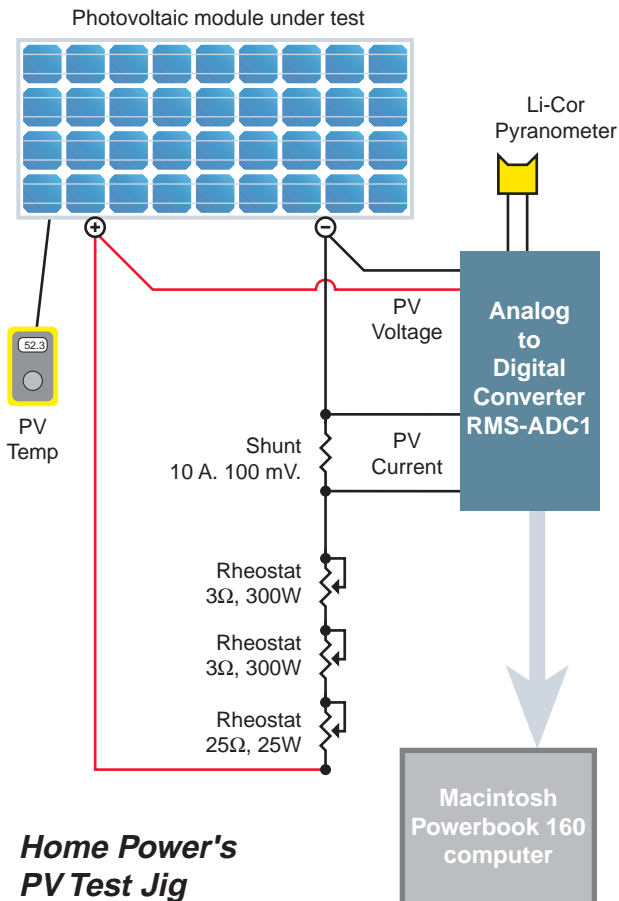 Photovoltaic module under test
Li-Cor
Pyranometer
+
−
PV
Voltage
Analog
to
Digital
Converter
RMS-ADC1
52.3
PV
Temp
Shunt
10 A. 100 mV.
PV
Current
Rheostat
3Ω, 300W
Rheostat
3Ω, 300W
Rheostat
25Ω, 25W
Macintosh
Powerbook 160
computer
Home Power's
PV Test Jig